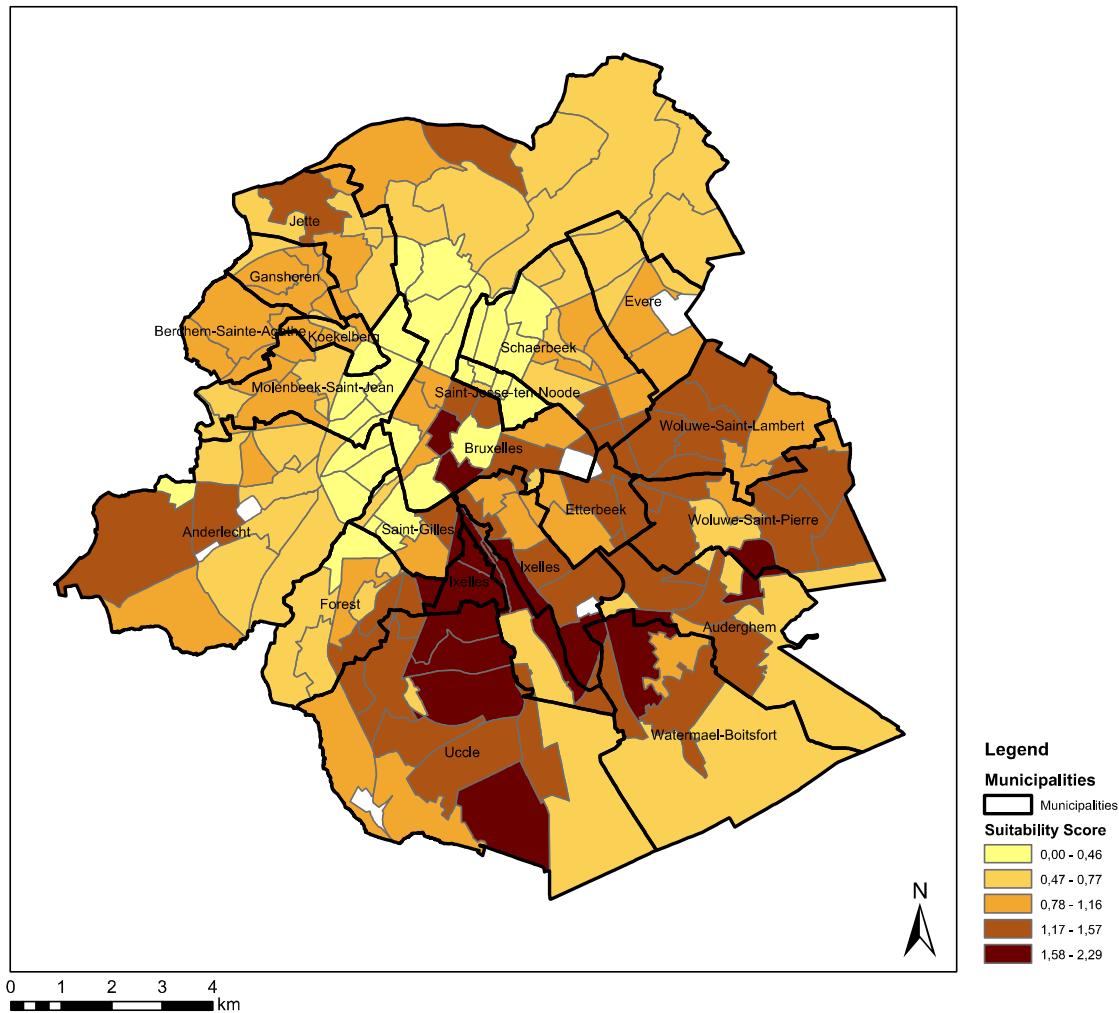 Jette
Ganshoren
Evere
Berchem-Sainte-Agathe
Koekelberg
Schaerbeek
Molenbeek-Saint-Jean
Saint-Josse-ten-Noode
Woluwe-Saint-Lambert
Bruxelles
Anderlecht
Saint-Gilles
Etterbeek
Woluwe-Saint-Pierre
Ixelles
Ixelles
Forest
Auderghem
Uccle
Watermael-Boitsfort
Legend
Municipalities
Municipalities
Suitability Score
0,00 - 0,46
0,47 - 0,77
0,78 - 1,16
1,17 - 1,57
1,58 - 2,29
N
0 1 2 3 4
km